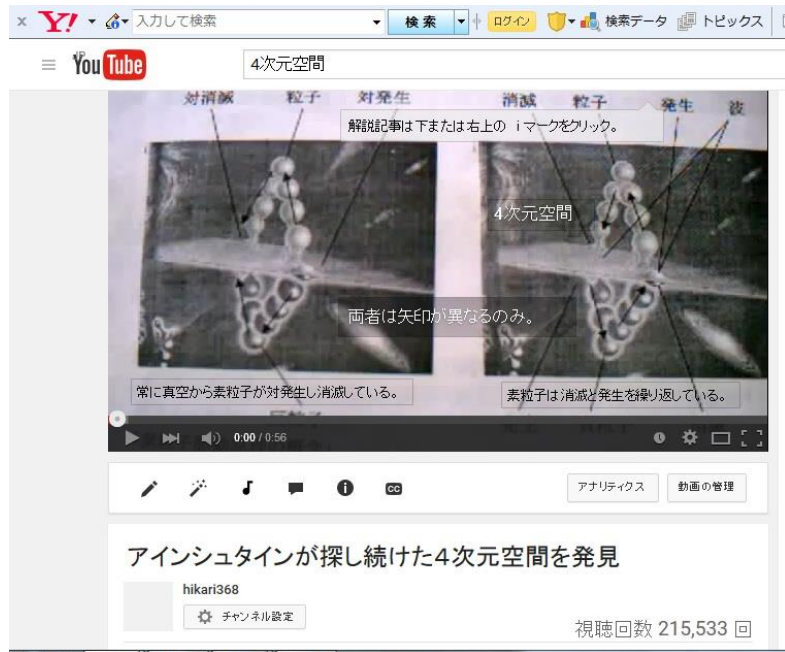 x Y! 入力して検索 検索 ログイン 検索データ トピックス
YouTube JP 4次元空間
対消滅 粒子 対発生 消滅 粒子 発生 波
解説記事は下または右上の iマークをクリック。
4次元空間
両者は矢印が異なるのみ。
常に真空から素粒子が対発生し消滅している。 素粒子は消滅と発生を繰り返している。
0:00 / 0:56
CC アナリティクス 動画の管理
アインシュタインが探し続けた4次元空間を発見
hikari368
チャンネル設定
視聴回数 215,533 回